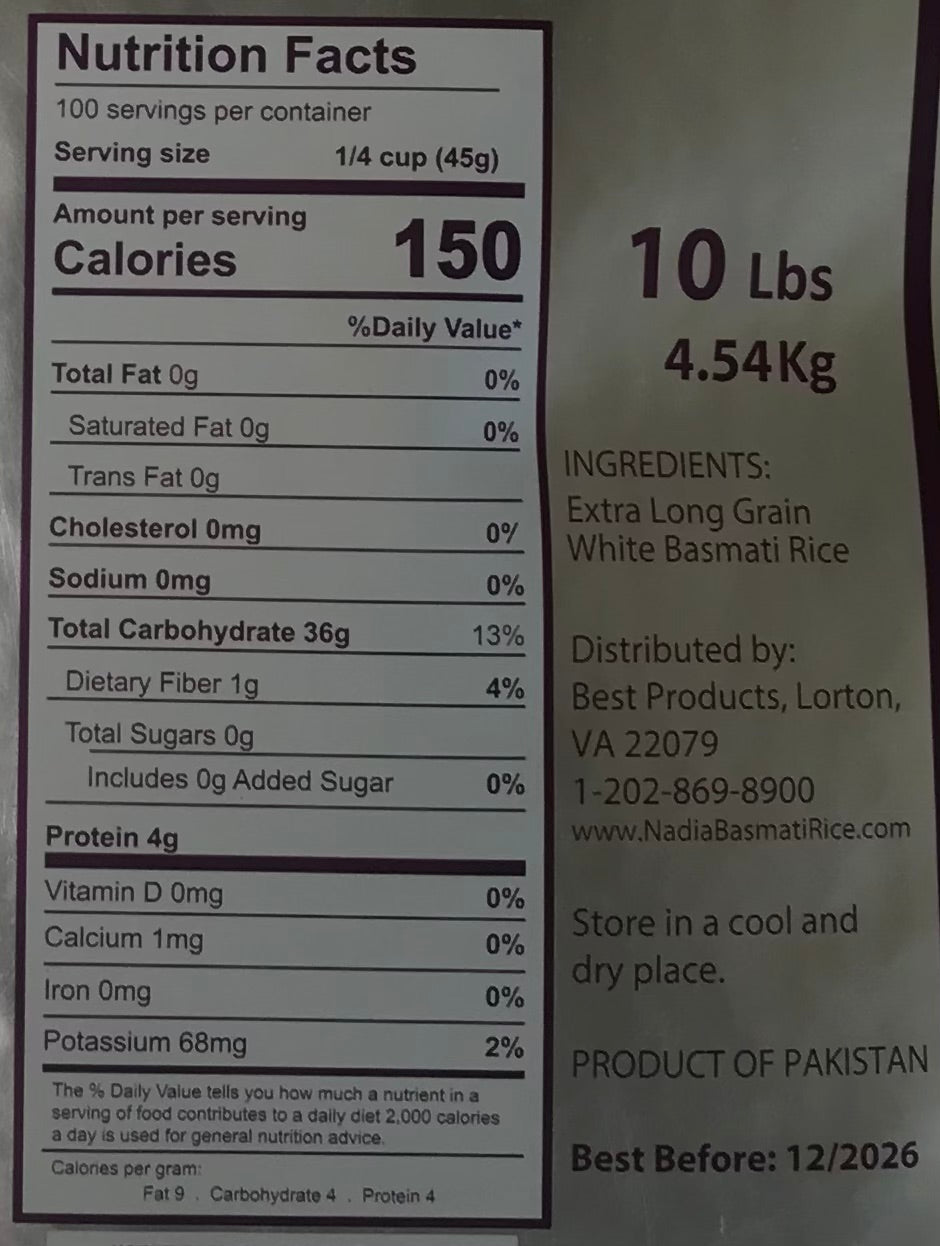 Nutrition Facts
100 servings per container
Serving size 1/4 cup (45g)
Amount per serving
Calories 150
%Daily Value*
Total Fat 0g 0%
Saturated Fat 0g 0%
Trans Fat 0g
Cholesterol 0mg 0%
Sodium 0mg 0%
Total Carbohydrate 36g 13%
Dietary Fiber 1g 4%
Total Sugars 0g
Includes 0g Added Sugar 0%
Protein 4g
Vitamin D 0mg 0%
Calcium 1mg 0%
Iron 0mg 0%
Potassium 68mg 2%
The % Daily Value tells you how much a nutrient in a
serving of food contributes to a daily diet 2,000 calories
a day is used for general nutrition advice.
Calories per gram:
Fat 9 . Carbohydrate 4 . Protein 4
10 Lbs
4.54Kg
INGREDIENTS:
Extra Long Grain
White Basmati Rice
Distributed by:
Best Products, Lorton,
VA 22079
1-202-869-8900
www.NadiaBasmatiRice.com
Store in a cool and
dry place.
PRODUCT OF PAKISTAN
Best Before: 12/2026